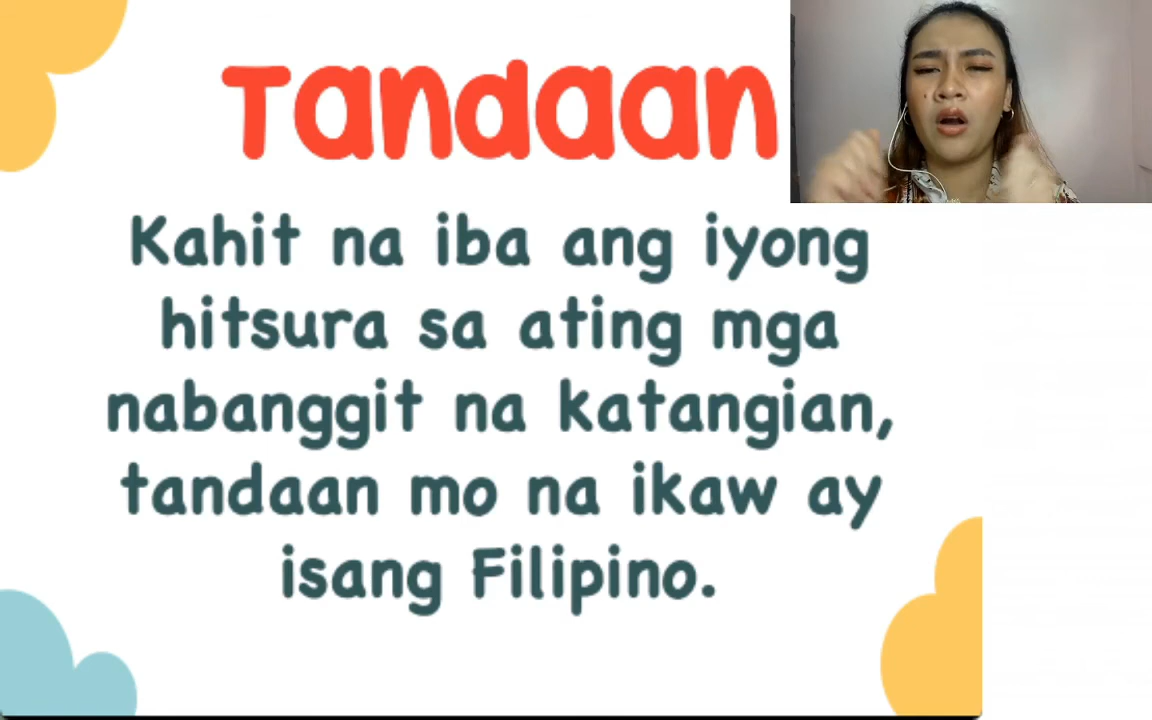 Tandaan
Kahit na iba ang iyong
hitsura sa ating mga
nabanggit na katangian,
tandaan mo na ikaw ay
isang Filipino.